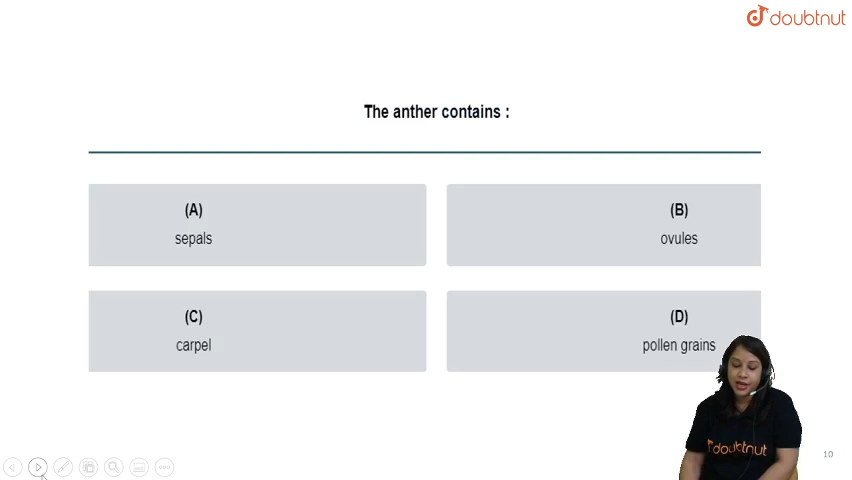 doubtnut
The anther contains :
(A)
sepals
(B)
ovules
(C)
carpel
(D)
pollen grains
doubtnut
10